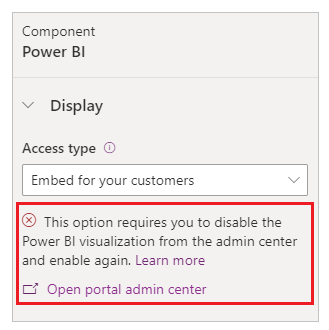 Component
Power BI
Display
Access type
Embed for your customers
This option requires you to disable the
Power BI visualization from the admin center
and enable again. Learn more
Open portal admin center